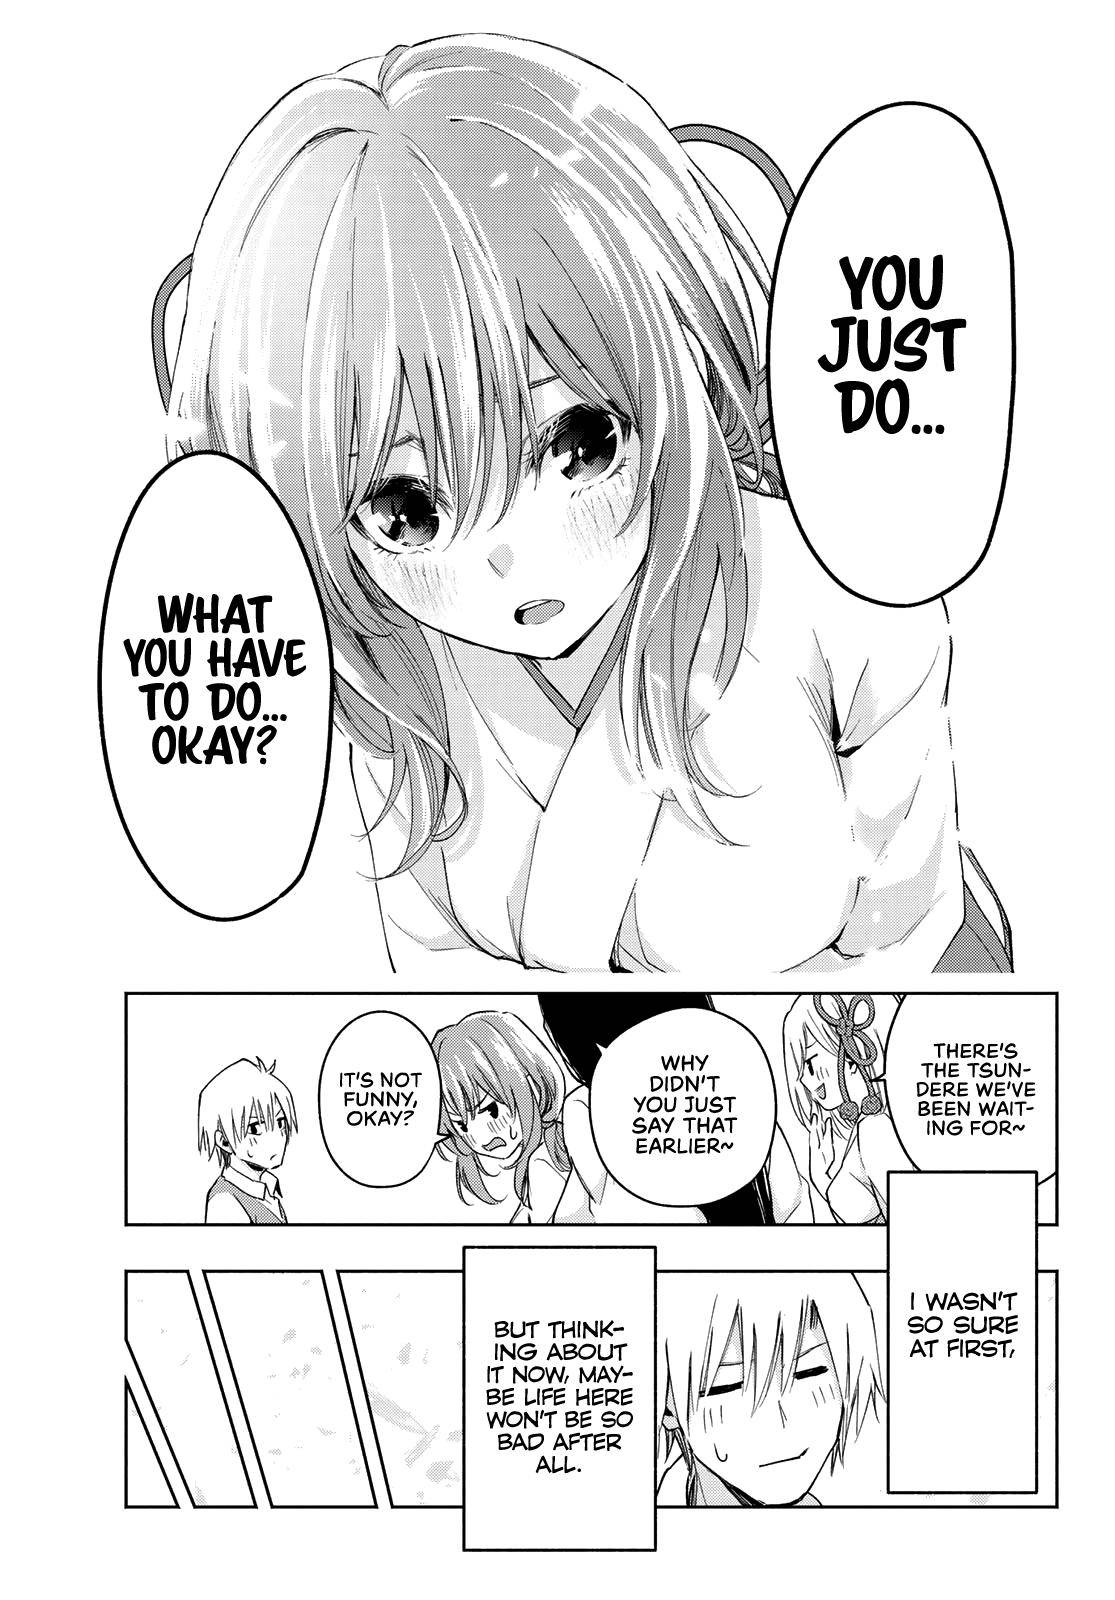 YOU
JUST
DO...
WHAT
YOU HAVE
TO DO...
OKAY?
THERE'S
THE TSUN-
DERE WE'VE
BEEN WAIT-
ING FOR~
WHY
DIDN'T
YOU JUST
SAY THAT
EARLIER~
IT'S NOT
FUNNY,
OKAY?
I WASN'T
SO SURE
AT FIRST,
BUT THINK-
ING ABOUT
IT NOW, MAY-
BE LIFE HERE
WON'T BE SO
BAD AFTER
ALL.